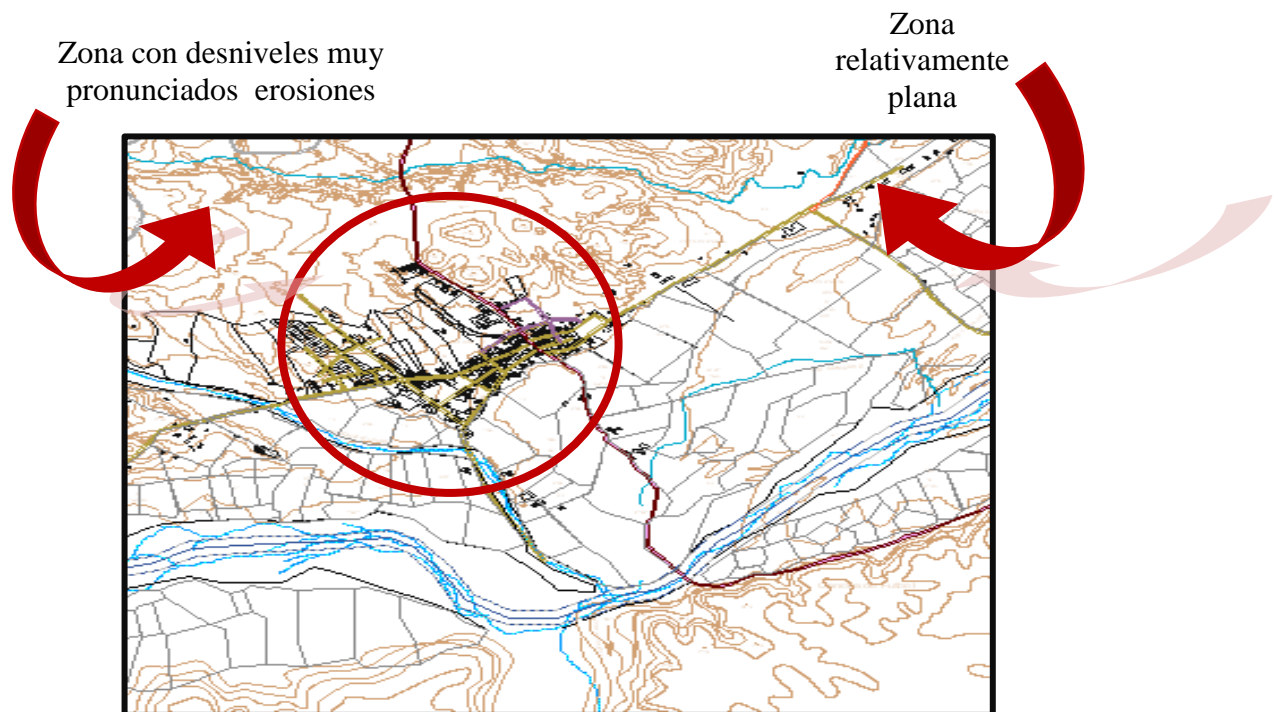 Zona con desniveles muy
pronunciados erosiones
Zona
relativamente
plana